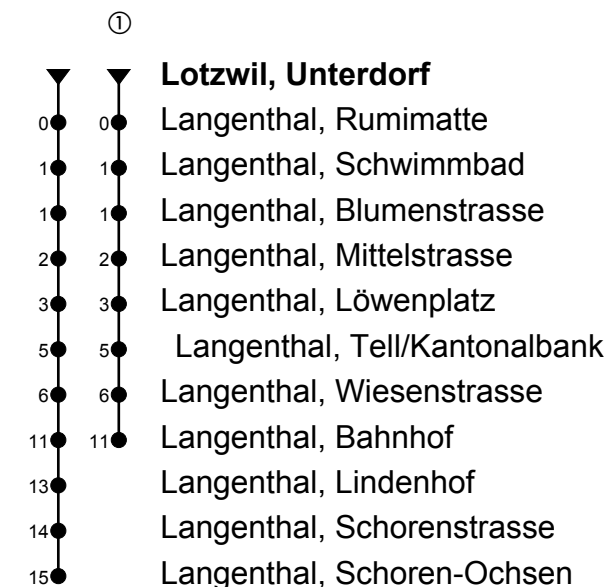 ①
Lotzwil, Unterdorf
0 0 Langenthal, Rumimatte
1 1 Langenthal, Schwimmbad
1 1 Langenthal, Blumenstrasse
2 2 Langenthal, Mittelstrasse
3 3 Langenthal, Löwenplatz
5 5 Langenthal, Tell/Kantonalbank
6 6 Langenthal, Wiesenstrasse
11 11 Langenthal, Bahnhof
13 Langenthal, Lindenhof
14 Langenthal, Schorenstrasse
15 Langenthal, Schoren-Ochsen